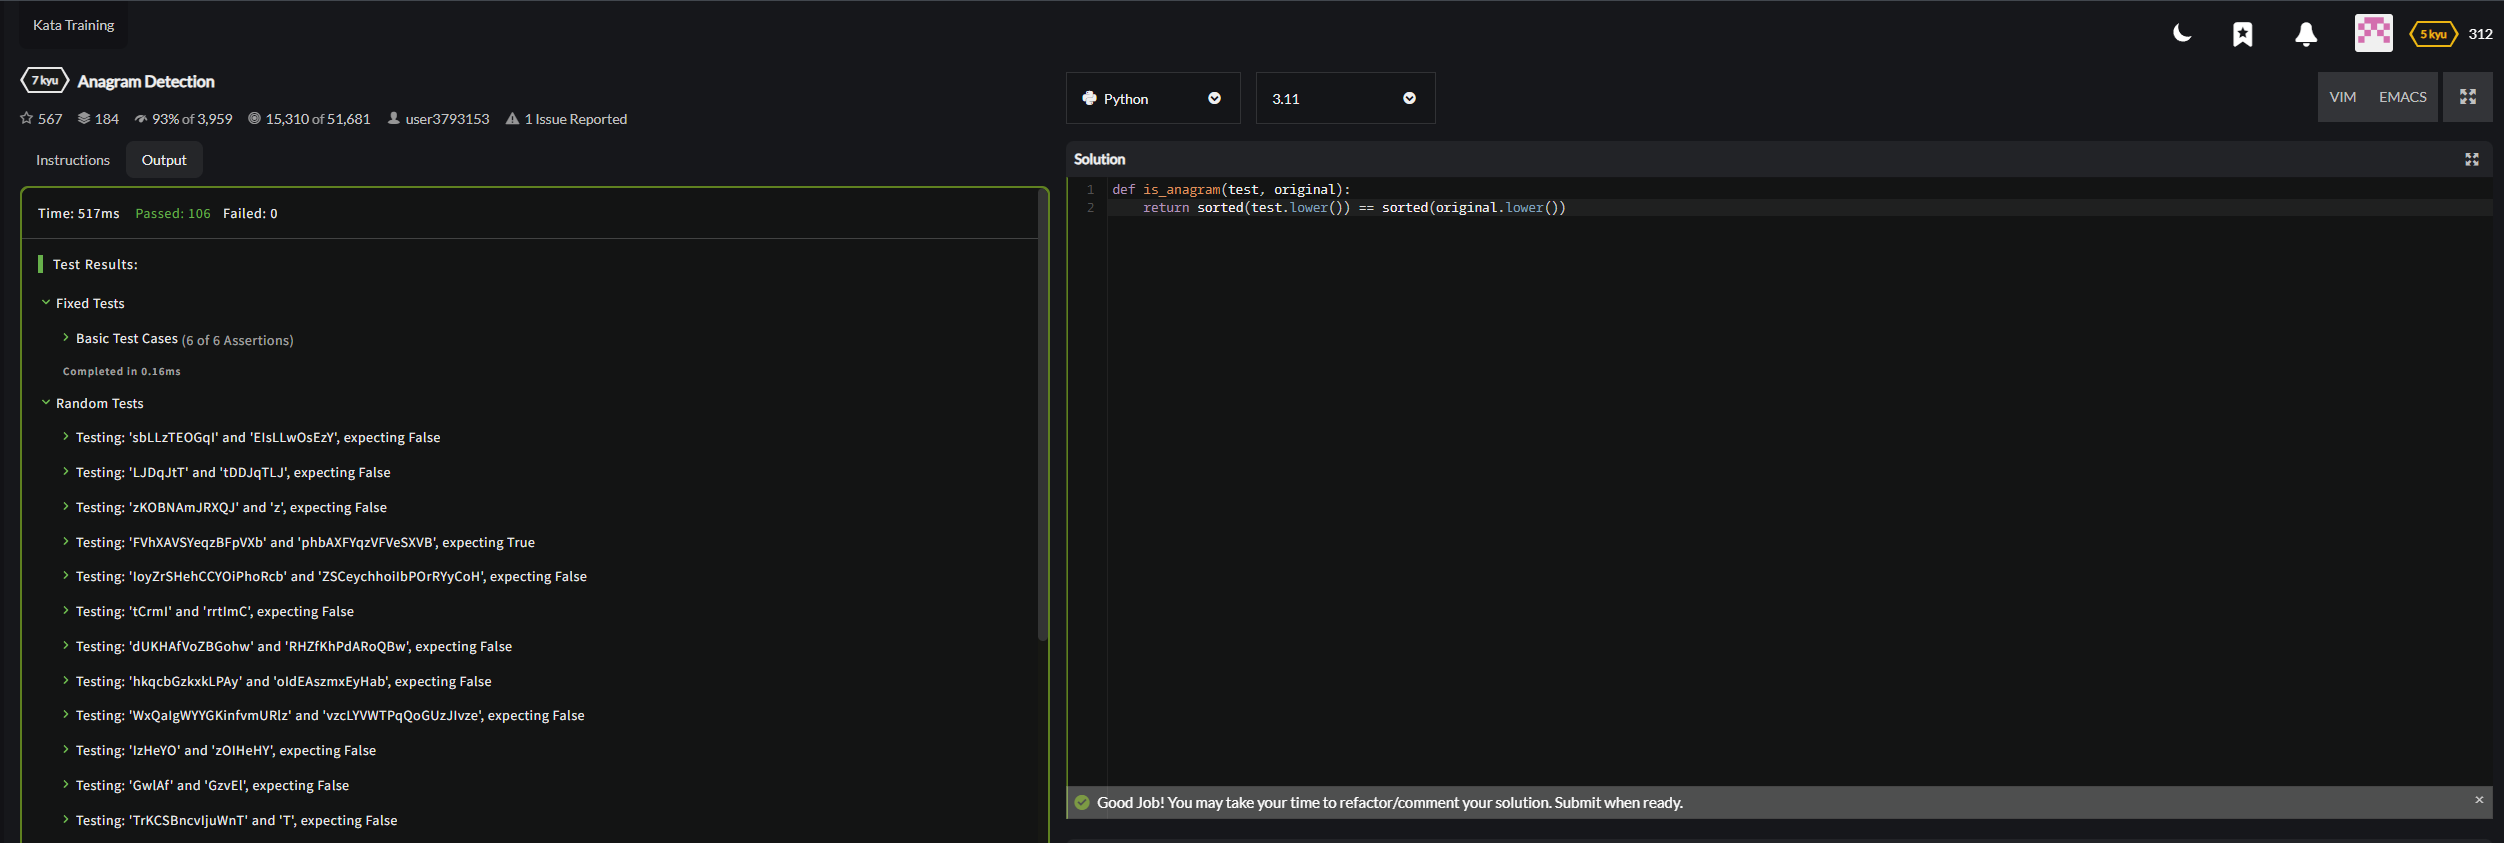 Kata Training
5 kyu 312
7 kyu Anagram Detection
567 184 93% of 3,959 15,310 of 51,681 user3793153 1 Issue Reported
Python 3.11 VIM EMACS
Instructions Output
Solution
1 def is_anagram(test, original):
2 return sorted(test.lower()) == sorted(original.lower())
Time: 517ms Passed: 106 Failed: 0
Test Results:
Fixed Tests
Basic Test Cases (6 of 6 Assertions)
Completed in 0.16ms
Random Tests
Testing: 'sbLLzTEOGqI' and 'EIsLLwOsEzY', expecting False
Testing: 'LJDqJtT' and 'tDDJqTLJ', expecting False
Testing: 'zKOBNAmJRXQJ' and 'z', expecting False
Testing: 'FVhXAVSYeqzBFpVXb' and 'phbAXFYqzVFVeSXVB', expecting True
Testing: 'IoyZrSHehCCYOiPhoRcb' and 'ZSCeychhoiIbPOrRYyCoH', expecting False
Testing: 'tCrmI' and 'rrtImC', expecting False
Testing: 'dUKHAfVoZBGohw' and 'RHZfKhPdARoQBw', expecting False
Testing: 'hkqcbGzkxkLPAy' and 'oIdEAszmxEyHab', expecting False
Testing: 'WxQaIgWYYGKinfvmURlz' and 'vzcLYVWTPqQoGUzJIvze', expecting False
Testing: 'IzHeYO' and 'zOIHeHY', expecting False
Testing: 'GwlAf' and 'GzvEl', expecting False
Testing: 'TrKCSBncvIjuWnT' and 'T', expecting False
Good Job! You may take your time to refactor/comment your solution. Submit when ready.